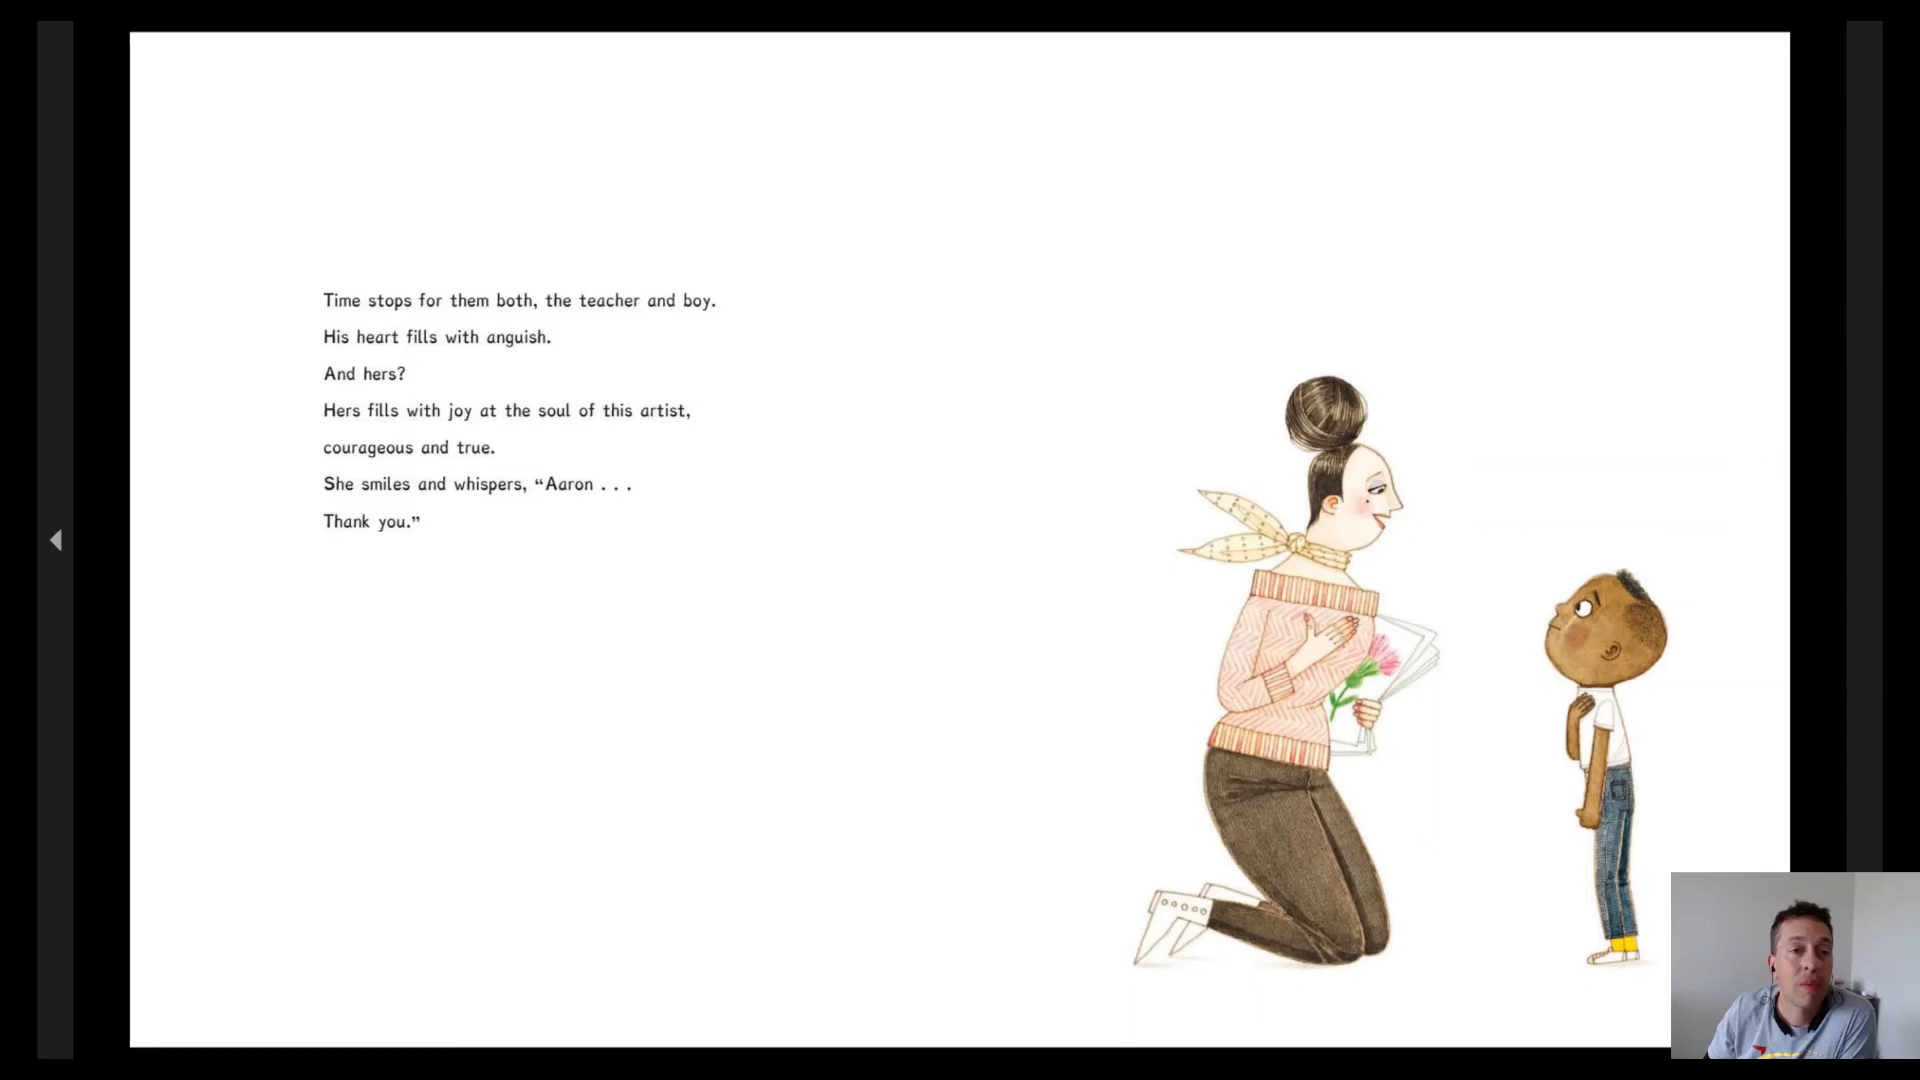 Time stops for them both, the teacher and boy.
His heart fills with anguish.
And hers?
Hers fills with joy at the soul of this artist,
courageous and true.
She smiles and whispers, “Aaron . . .
Thank you.”